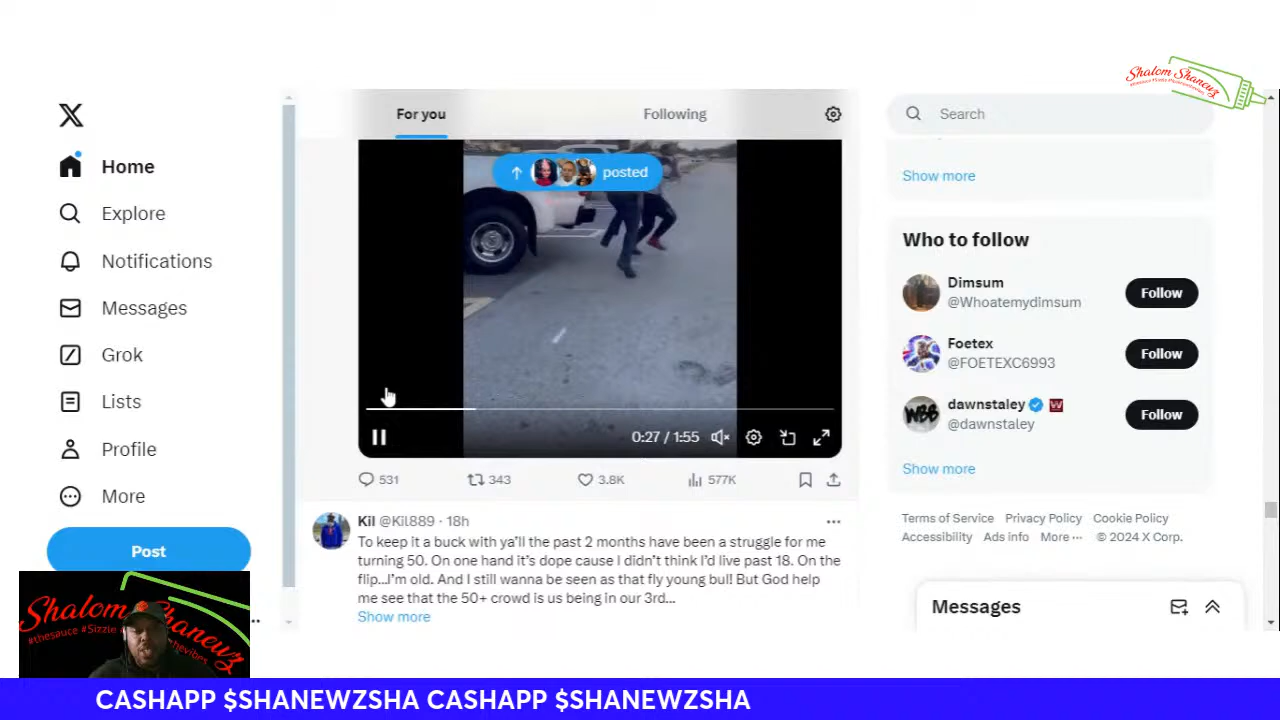 Shalom Shanewz
Home
Explore
Notifications
Messages
Grok
Lists
Profile
More
Post
For you
Following
posted
0:27 / 1:55
531
343
3.8K
577K
Kil @Kil889 · 18h
To keep it a buck with ya'll the past 2 months have been a struggle for me
turning 50. On one hand it's dope cause I didn't think I'd live past 18. On the
flip...I'm old. And I still wanna be seen as that fly young bul! But God help
me see that the 50+ crowd is us being in our 3rd...
Show more
Search
Show more
Who to follow
Dimsum
@Whoatemydimsum
Follow
Foetex
@FOETEXC6993
Follow
WBB
dawnstaley
@dawnstaley
Follow
Show more
Terms of Service Privacy Policy Cookie Policy
Accessibility Ads info More ··· © 2024 X Corp.
Messages
Shalom Shanewz
#thesauce #Sizzle
CASHAPP $SHANEWZSHA CASHAPP $SHANEWZSHA